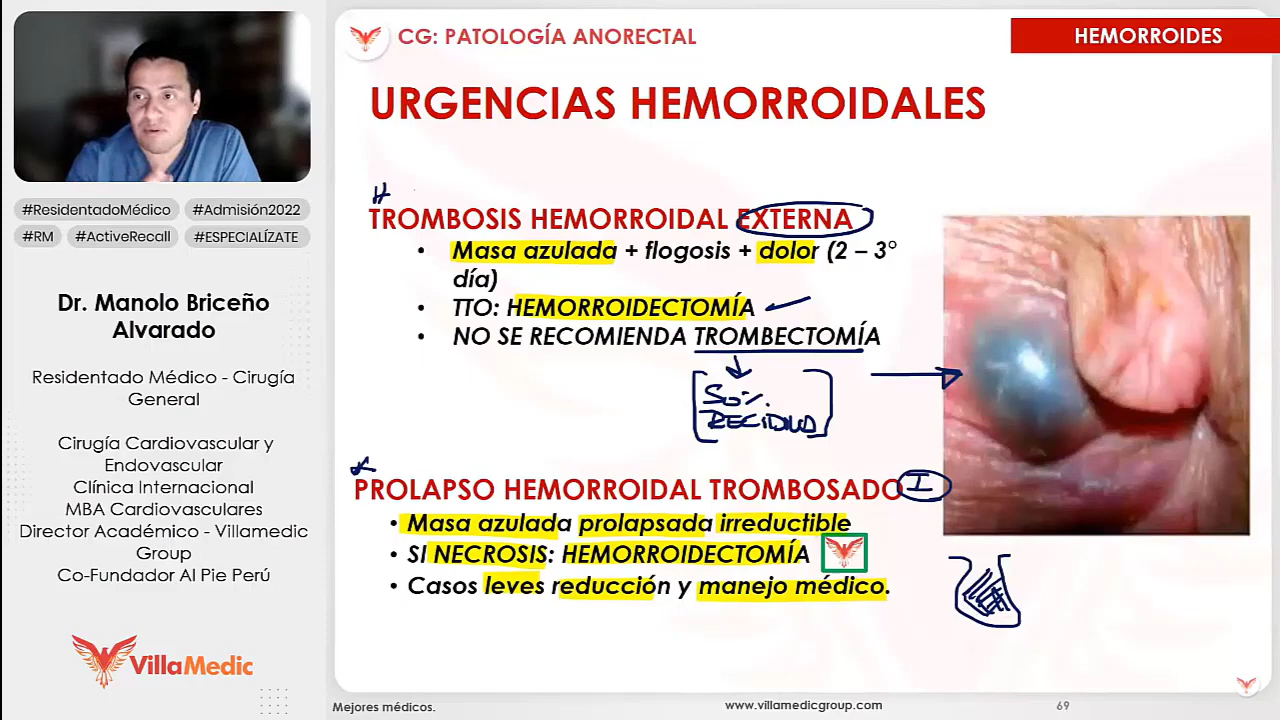 CG: PATOLOGÍA ANORECTAL
HEMORROIDES
URGENCIAS HEMORROIDALES
#ResidentadoMédico
#Admisión2022
#RM
#ActiveRecall
#ESPECIALÍZATE
Dr. Manolo Briceño
Alvarado
Residentado Médico - Cirugía
General
Cirugía Cardiovascular y
Endovascular
Clínica Internacional
MBA Cardiovasculares
Director Académico - Villamedic
Group
Co-Fundador Al Pie Perú
VillaMedic
H
TROMBOSIS HEMORROIDAL EXTERNA
• Masa azulada + flogosis + dolor (2 – 3°
día)
• TTO: HEMORROIDECTOMÍA
• NO SE RECOMIENDA TROMBECTOMÍA
50%.
PROLAPSO HEMORROIDAL TROMBOSADO I
• Masa azulada prolapsada irreductible
• SI NECROSIS: HEMORROIDECTOMÍA
• Casos leves reducción y manejo médico.
Mejores médicos.
www.villamedicgroup.com
69